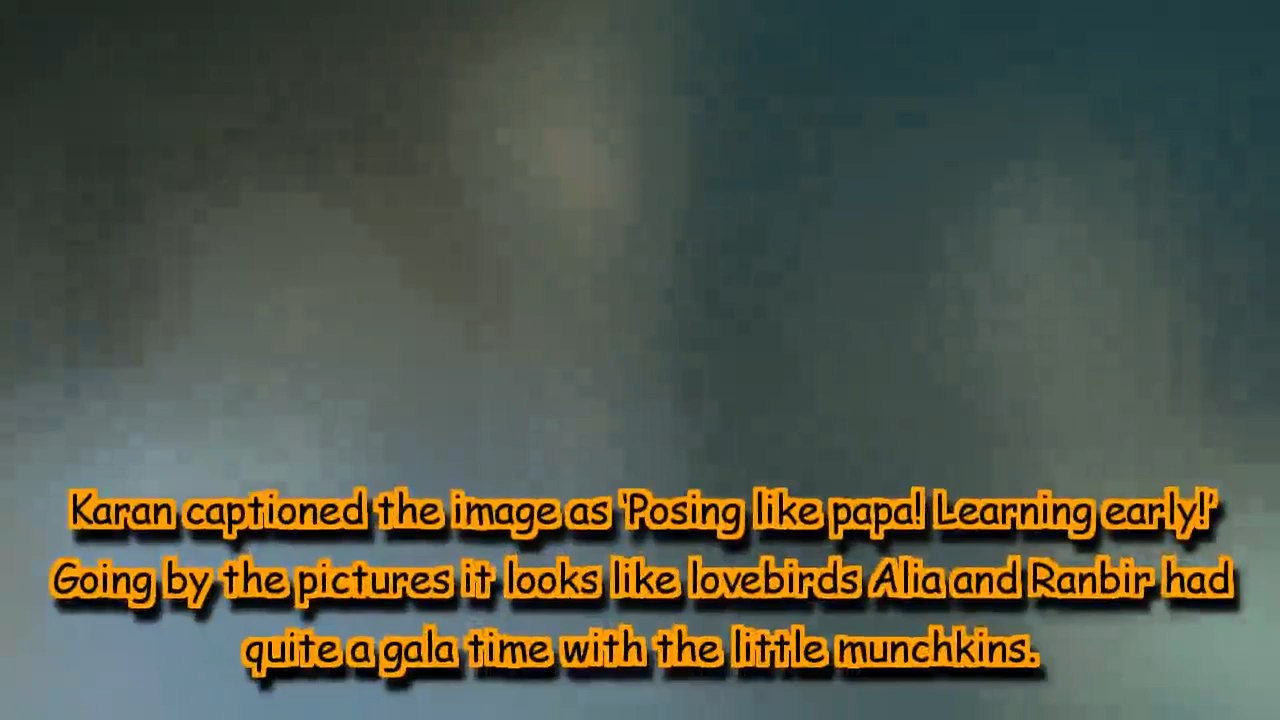 Karan captioned the image as ‘Posing like papa! Learning early!’
Going by the pictures it looks like lovebirds Alia and Ranbir had
quite a gala time with the little munchkins.